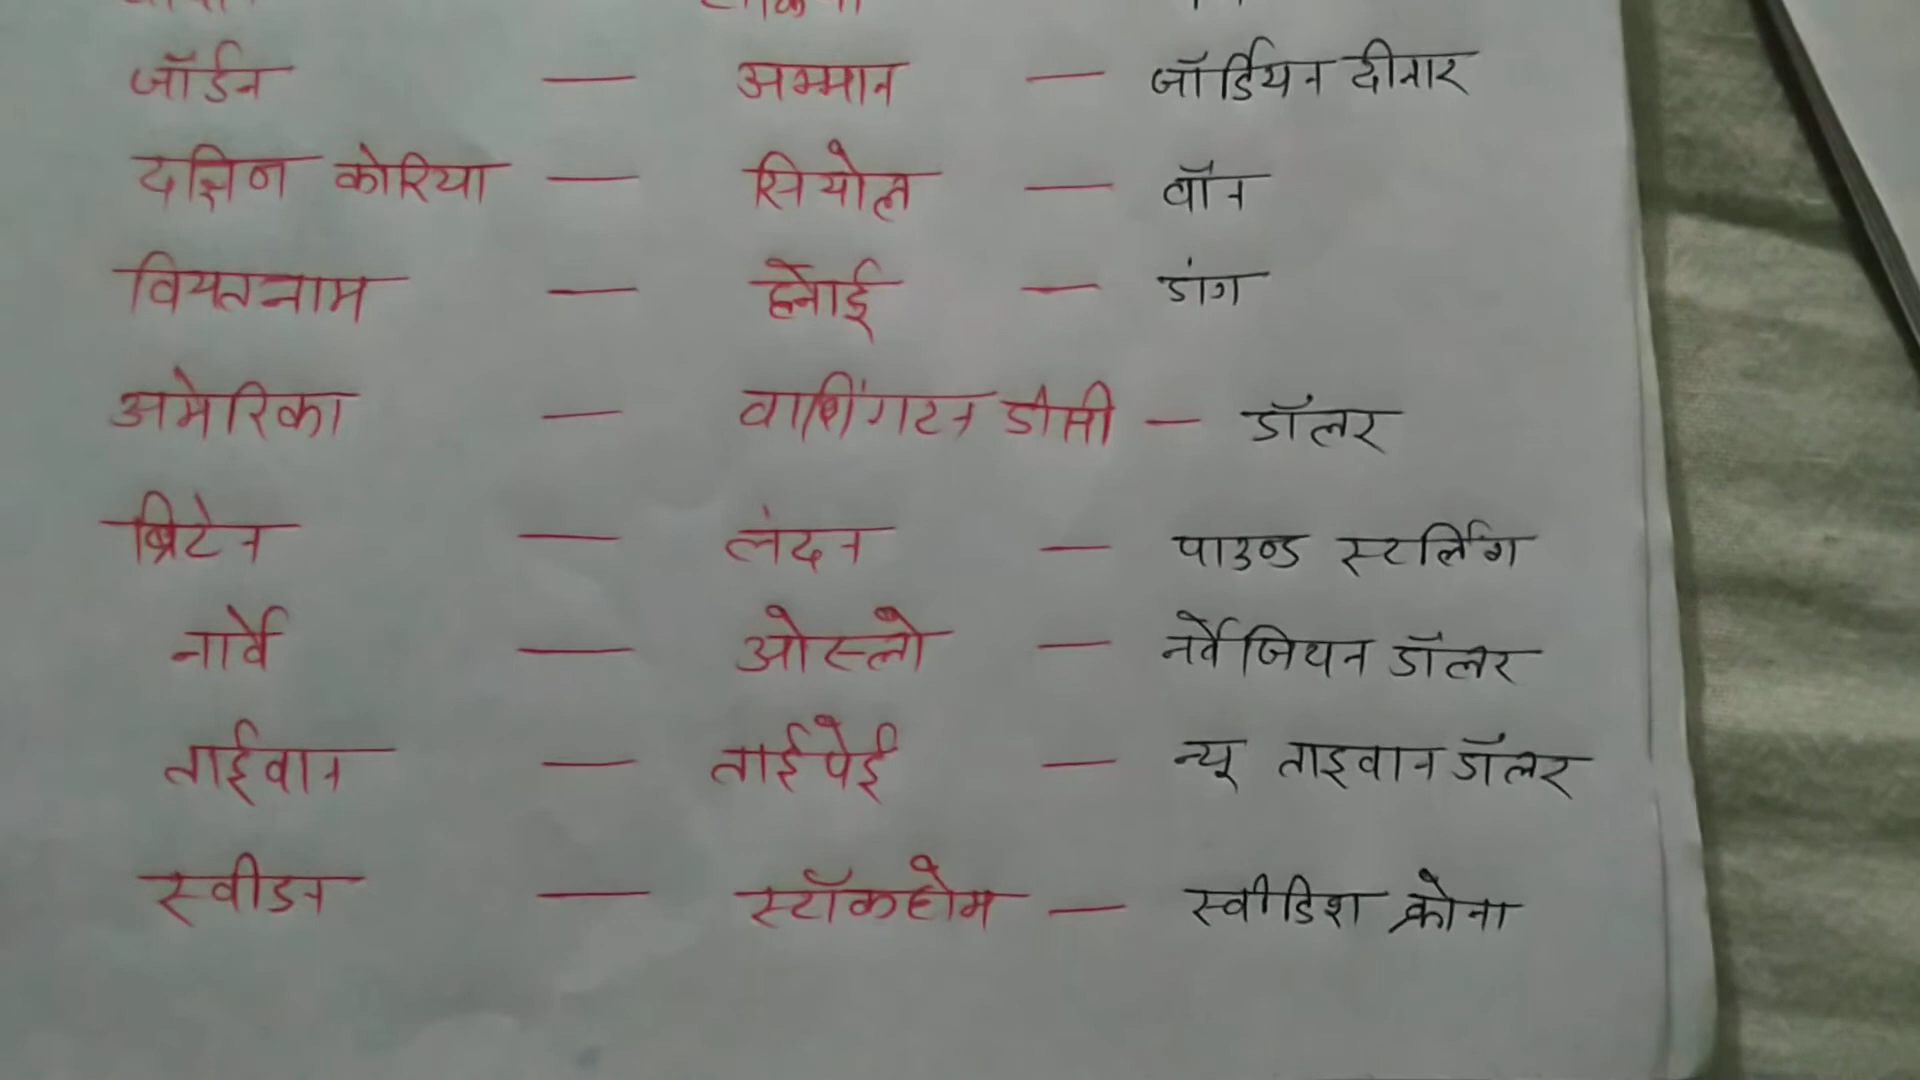 जॉर्डन — अम्मान — जॉर्डियन दीनार
दक्षिण कोरिया — सियोल — वॉन
वियतनाम — हनोई — डांग
अमेरिका — वाशिंगटन डीसी — डॉलर
ब्रिटेन — लंदन — पाउण्ड स्टर्लिंग
नार्वे — ओस्लो — नर्वेजियन डॉलर
ताईवान — ताईपेई — न्यू ताइवान डॉलर
स्वीडन — स्टॉकहोम — स्वीडिश क्रोना